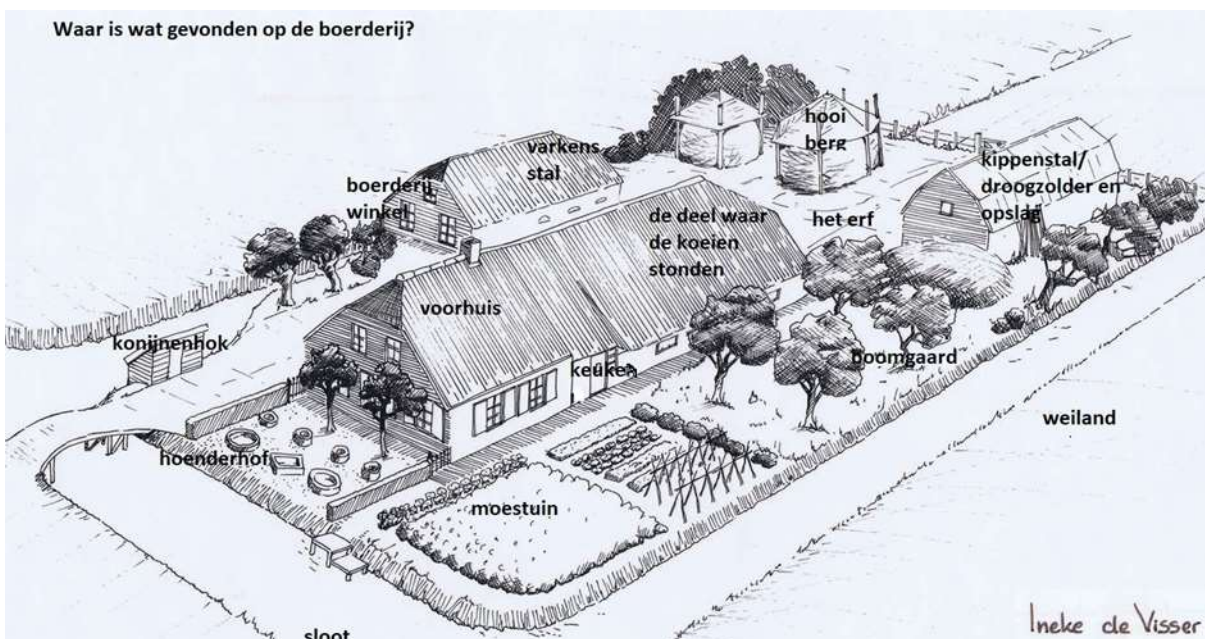 Waar is wat gevonden op de boerderij?
hooi
berg
varkens
stal
kippenstal/
droogzolder en
opslag
boerderij
winkel
de deel waar
de koeien
stonden
het erf
voorhuis
konijnenhok
keuken
boomgaard
weiland
hoenderhof
moestuin
sloot
Ineke de Visser